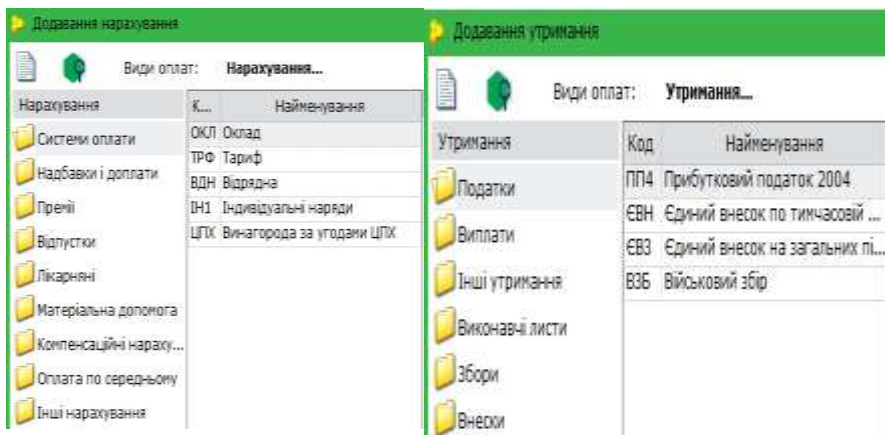 Додавання нарахування
Види оплат: Нарахування...
Нарахування
К... Найменування
Системи оплати
Надбавки і доплати
Премії
Відпустки
Лікарняні
Матеріальна допомога
Компенсаційні нараху...
Оплата по середньому
Інші нарахування
ОКЛ Оклад
ТРФ Тариф
ВДН Відрядна
ІН1 Індивідуальні наряди
ЦПХ Винагорода за угодами ЦПХ
Додавання утримання
Види оплат: Утримання...
Утримання
Код Найменування
Податки
Виплати
Інші утримання
Виконавчі листи
Збори
Внески
ПП4 Прибутковий податок 2004
ЄВН Єдиний внесок по тимчасовій ...
ЄВЗ Єдиний внесок на загальних пі...
ВЗБ Військовий збір